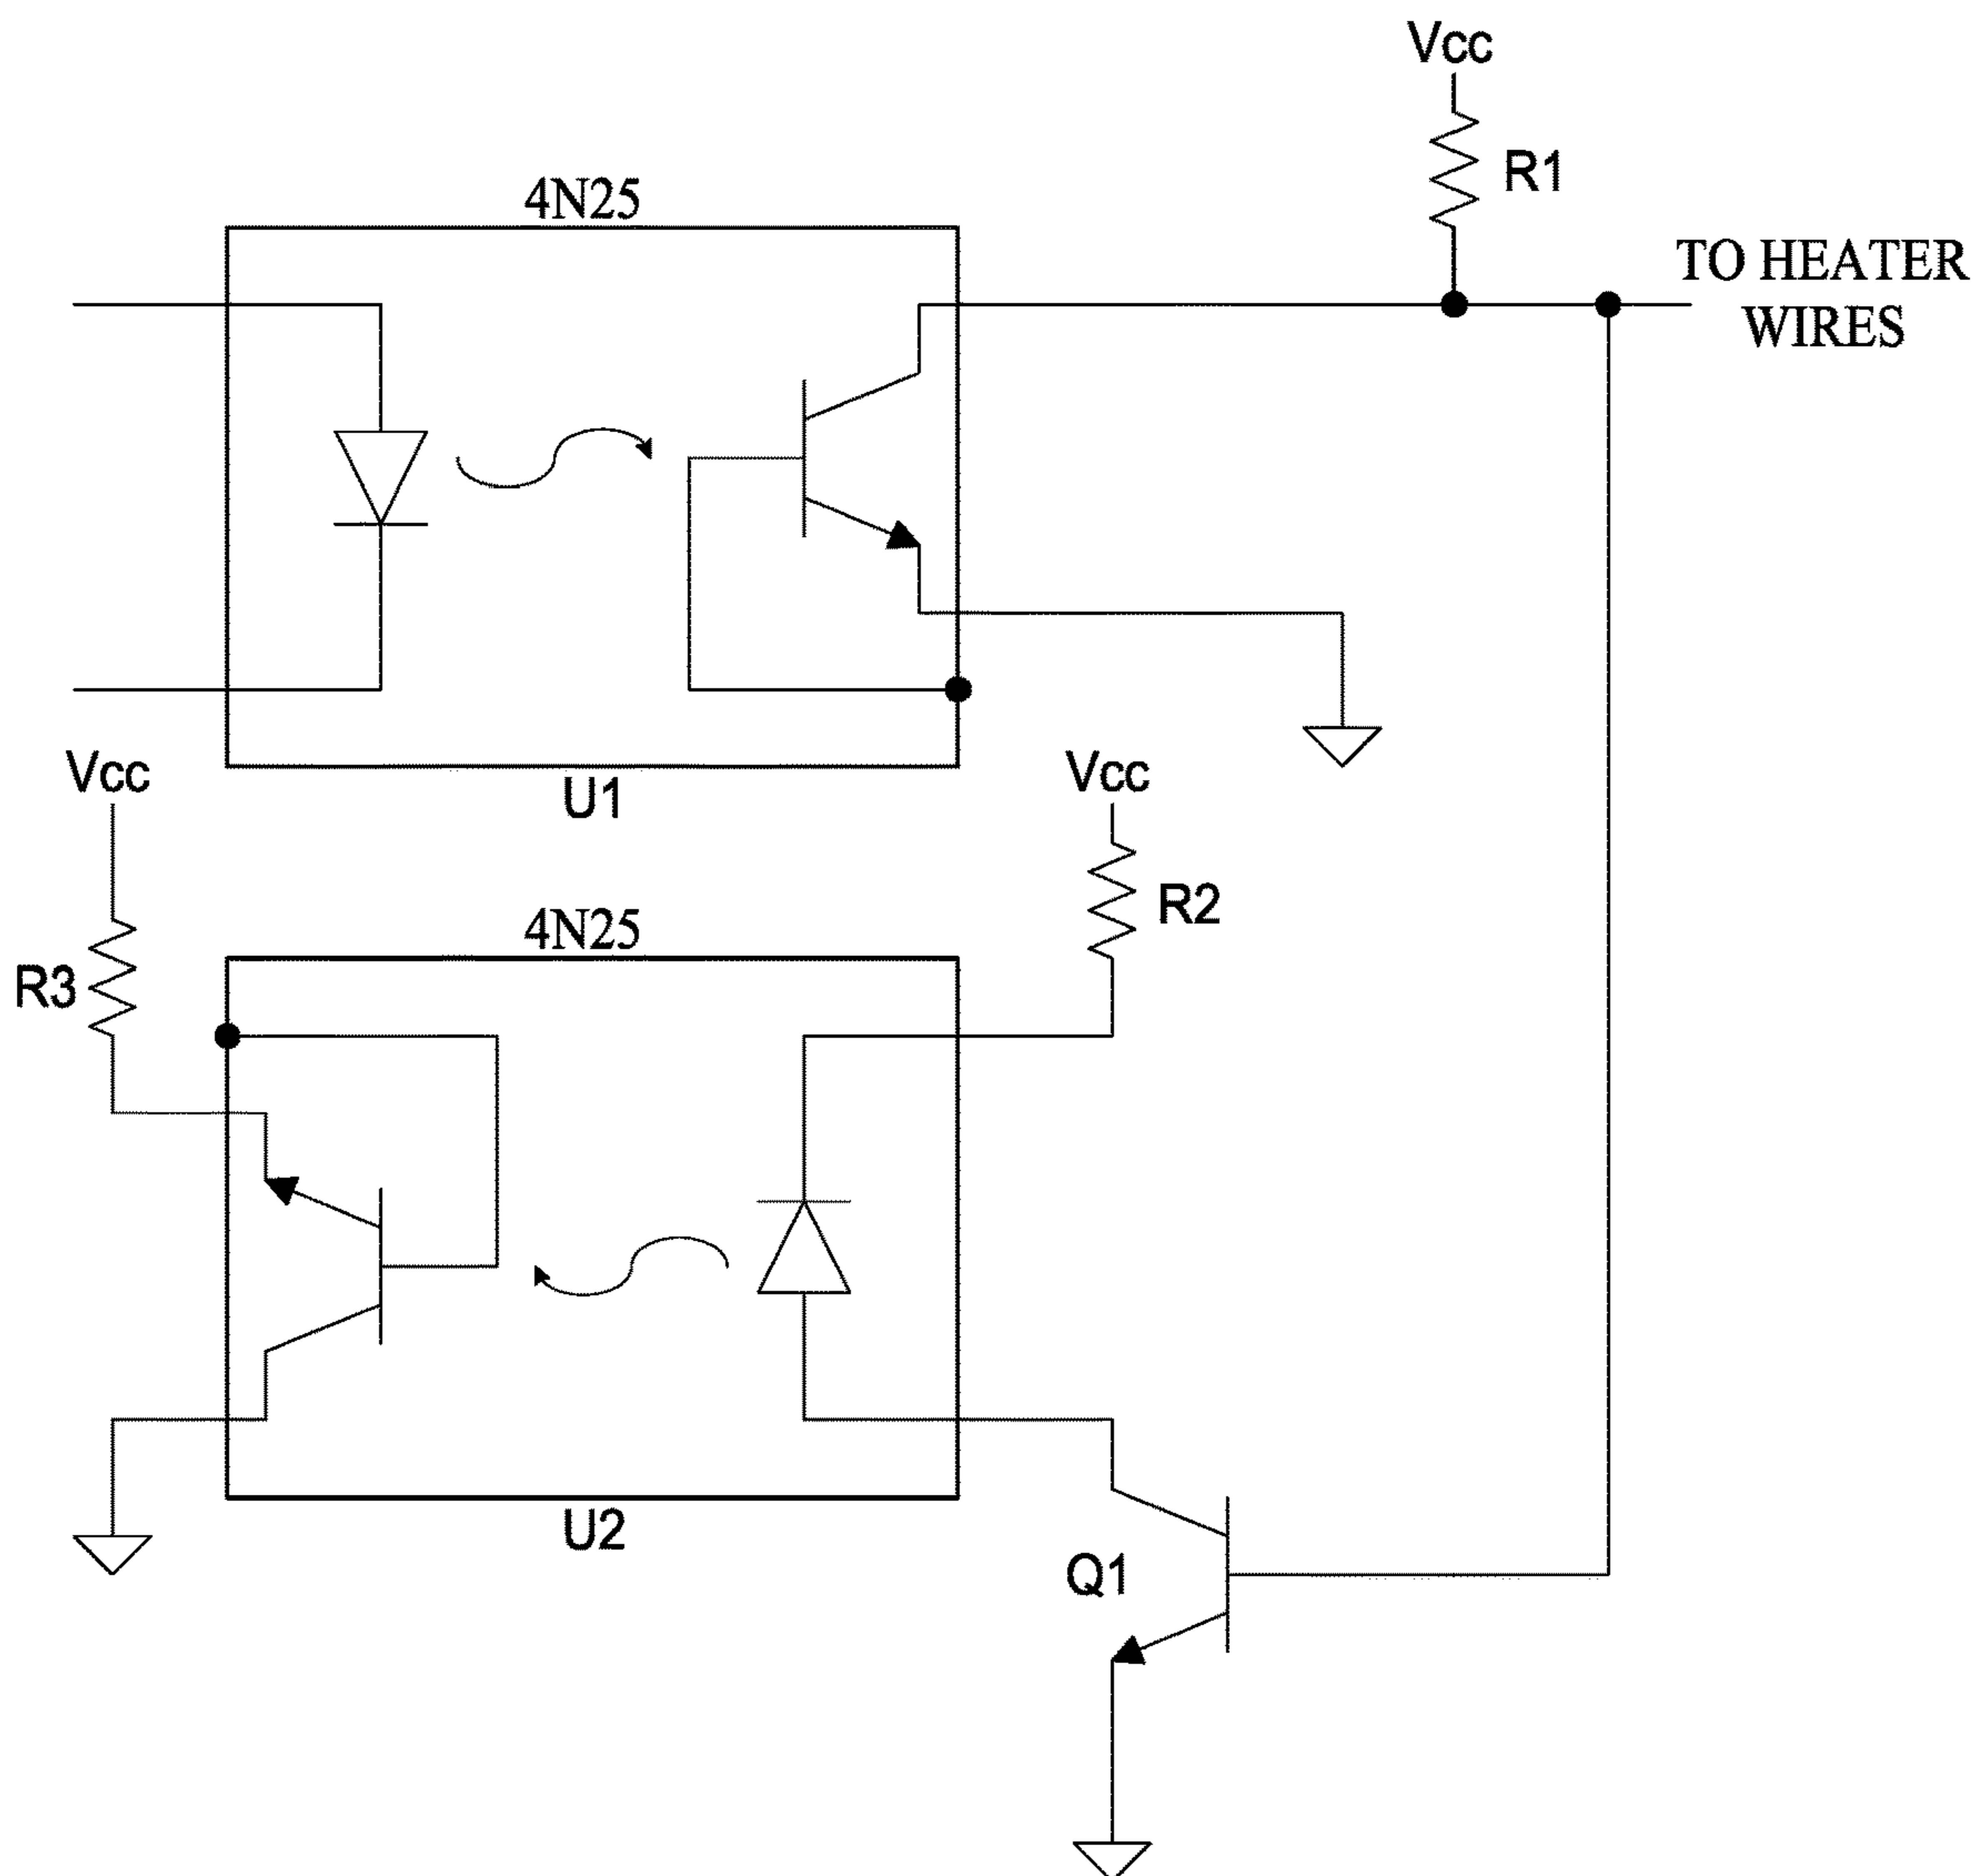 Vcc
R1
4N25
TO HEATER
WIRES
U1
Vcc
Vcc
R2
4N25
R3
U2
Q1